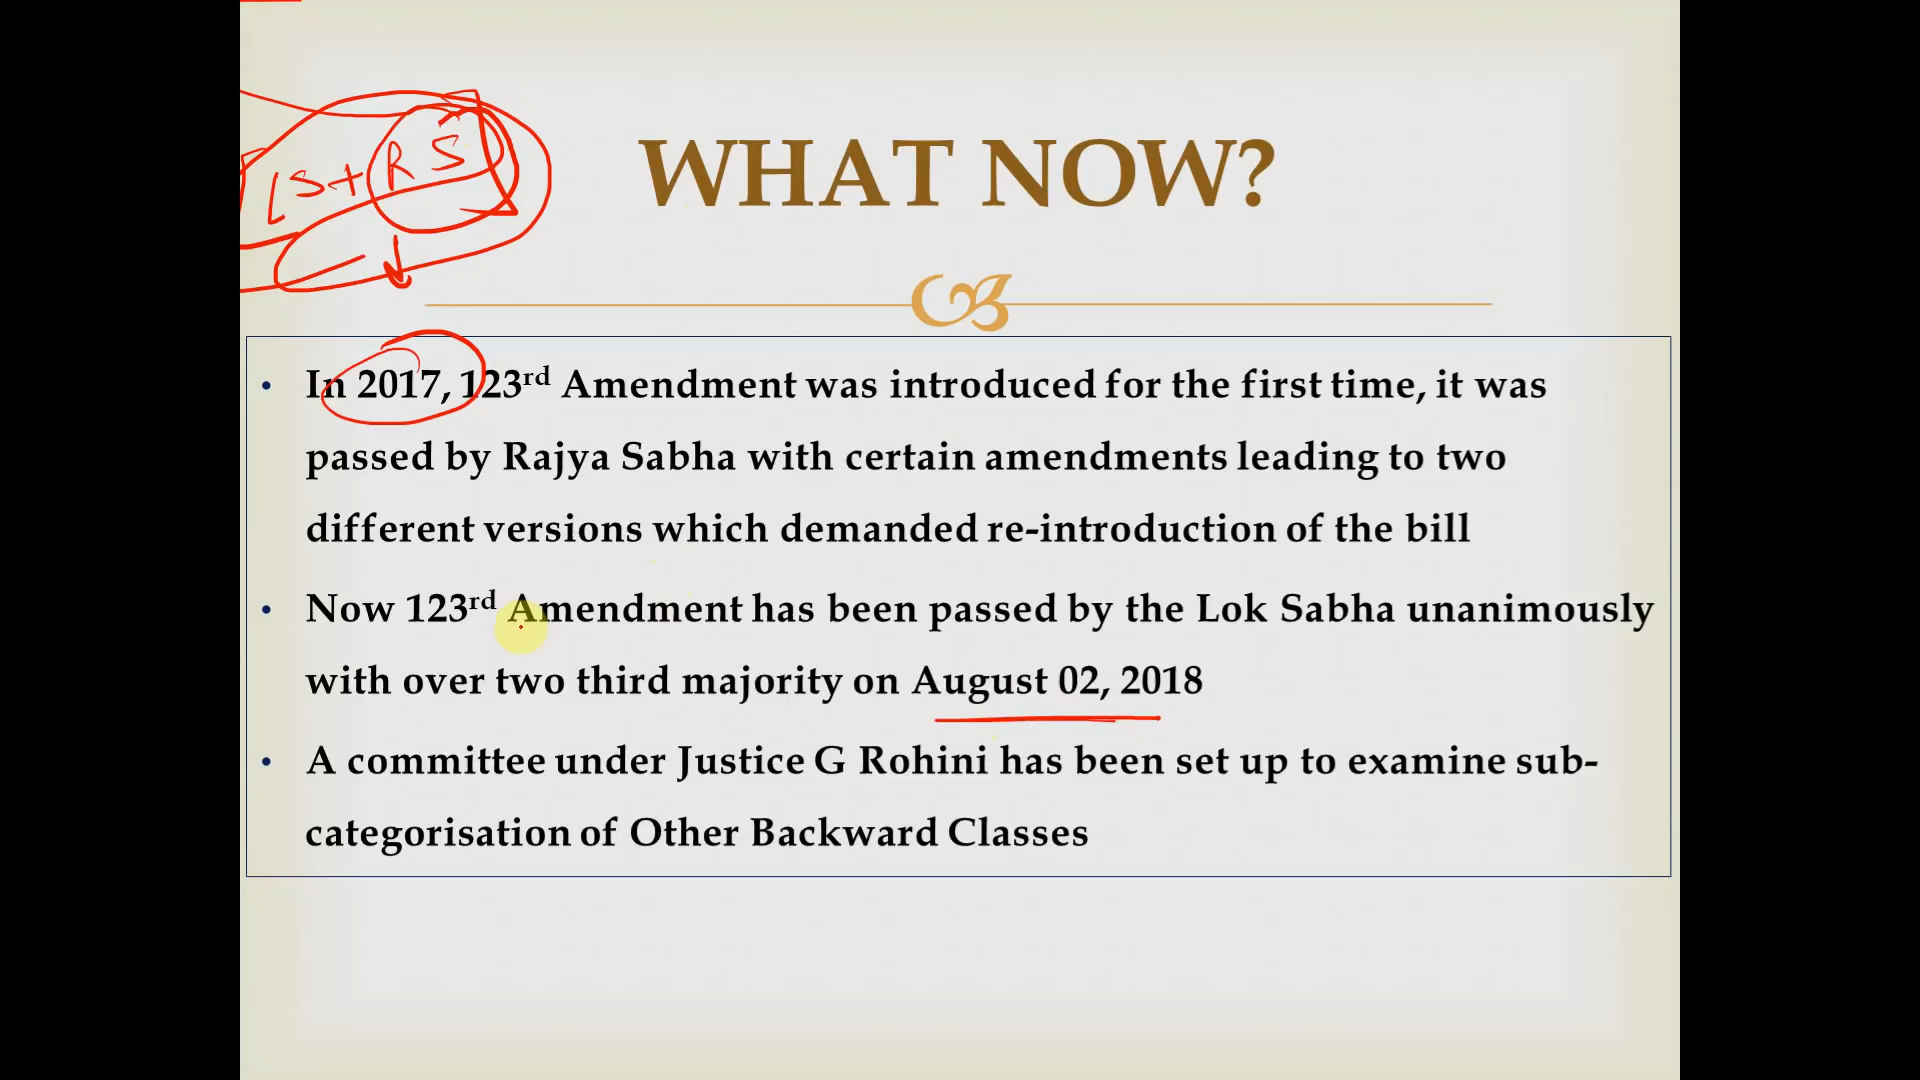 LS+RS
WHAT NOW?
• In 2017, 123rd Amendment was introduced for the first time, it was
passed by Rajya Sabha with certain amendments leading to two
different versions which demanded re-introduction of the bill
• Now 123rd Amendment has been passed by the Lok Sabha unanimously
with over two third majority on August 02, 2018
• A committee under Justice G Rohini has been set up to examine sub-
categorisation of Other Backward Classes